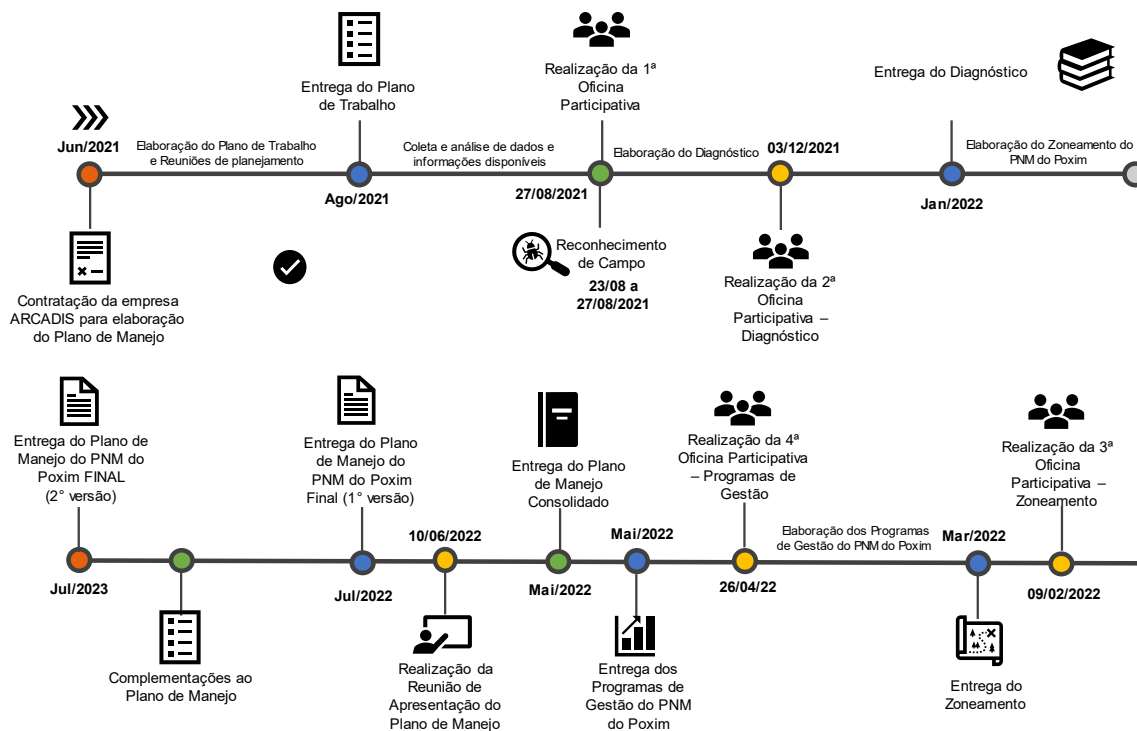 Jun/2021
Contratação da empresa
ARCADIS para elaboração
do Plano de Manejo
Elaboração do Plano de Trabalho
e Reuniões de planejamento
Entrega do Plano
de Trabalho
Ago/2021
Coleta e análise de dados e
informações disponíveis
Realização da 1ª
Oficina
Participativa
27/08/2021
Reconhecimento
de Campo
23/08 a
27/08/2021
Elaboração do Diagnóstico
03/12/2021
Realização da 2ª
Oficina
Participativa –
Diagnóstico
Entrega do Diagnóstico
Jan/2022
Elaboração do Zoneamento do
PNM do Poxim
Entrega do Plano de
Manejo do PNM do
Poxim FINAL
(2° versão)
Jul/2023
Complementações ao
Plano de Manejo
Entrega do Plano
de Manejo do
PNM do Poxim
Final (1° versão)
Jul/2022
10/06/2022
Realização da
Reunião de
Apresentação do
Plano de Manejo
Entrega do Plano
de Manejo
Consolidado
Mai/2022
Mai/2022
Entrega dos
Programas de
Gestão do PNM
do Poxim
Realização da 4ª
Oficina Participativa
– Programas de
Gestão
26/04/22
Elaboração dos Programas
de Gestão do PNM do Poxim
Mar/2022
Entrega do
Zoneamento
Realização da 3ª
Oficina
Participativa –
Zoneamento
09/02/2022